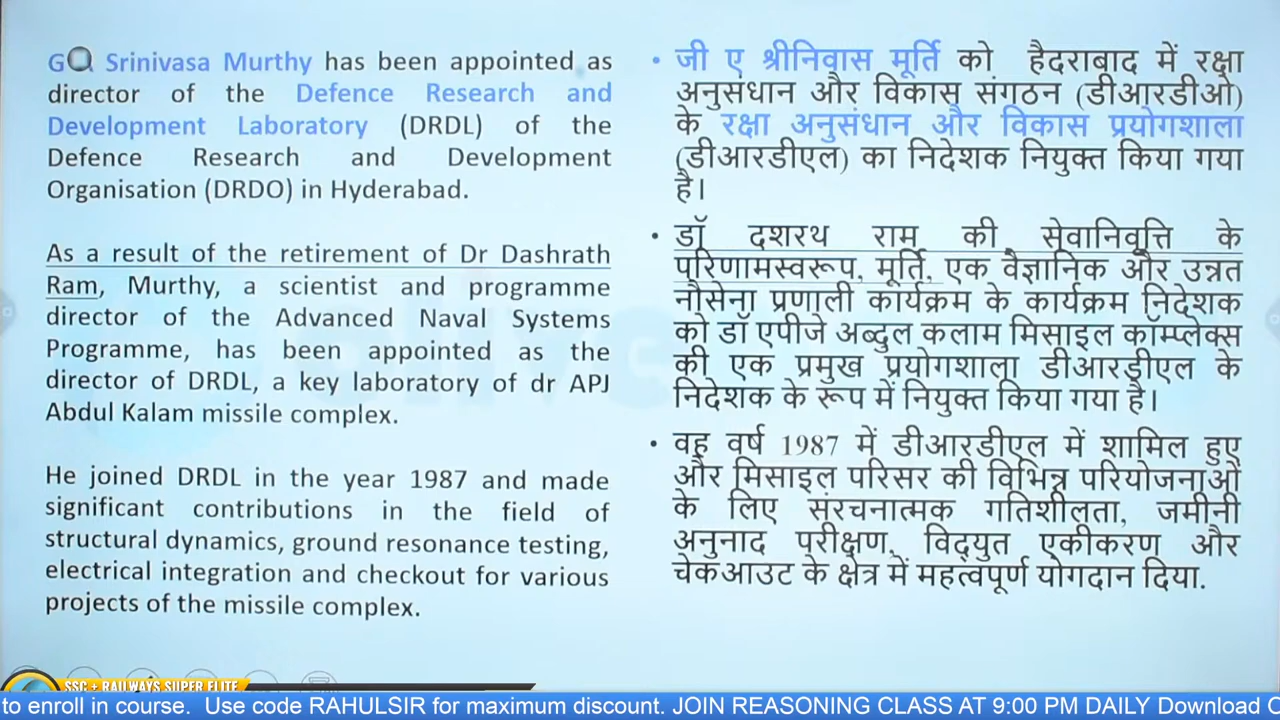 Srinivasa Murthy has been appointed as
director of the Defence Research and
Development Laboratory (DRDL) of the
Defence Research and Development
Organisation (DRDO) in Hyderabad.
As a result of the retirement of Dr Dashrath
Ram, Murthy, a scientist and programme
director of the Advanced Naval Systems
Programme, has been appointed as the
director of DRDL, a key laboratory of dr APJ
Abdul Kalam missile complex.
He joined DRDL in the year 1987 and made
significant contributions in the field of
structural dynamics, ground resonance testing,
electrical integration and checkout for various
projects of the missile complex.
• जी ए श्रीनिवास मूर्ति को हैदराबाद में रक्षा
अनुसंधान और विकास संगठन (डीआरडीओ)
के रक्षा अनुसंधान और विकास प्रयोगशाला
(डीआरडीएल) का निदेशक नियुक्त किया गया
है।
• डॉ दशरथ राम की सेवानिवृत्ति के
परिणामस्वरूप, मूर्ति, एक वैज्ञानिक और उन्नत
नौसेना प्रणाली कार्यक्रम के कार्यक्रम निदेशक
को डॉ एपीजे अब्दुल कलाम मिसाइल कॉम्प्लेक्स
की एक प्रमुख प्रयोगशाला डीआरडीएल के
निदेशक के रूप में नियुक्त किया गया है।
• वह वर्ष 1987 में डीआरडीएल में शामिल हुए
और मिसाइल परिसर की विभिन्न परियोजनाओं
के लिए संरचनात्मक गतिशीलता, जमीनी
अनुनाद परीक्षण, विद्युत एकीकरण और
चेकआउट के क्षेत्र में महत्वपूर्ण योगदान दिया.
SSC + RAILWAYS SUPER ELITE
to enroll in course. Use code RAHULSIR for maximum discount. JOIN REASONING CLASS AT 9:00 PM DAILY Download